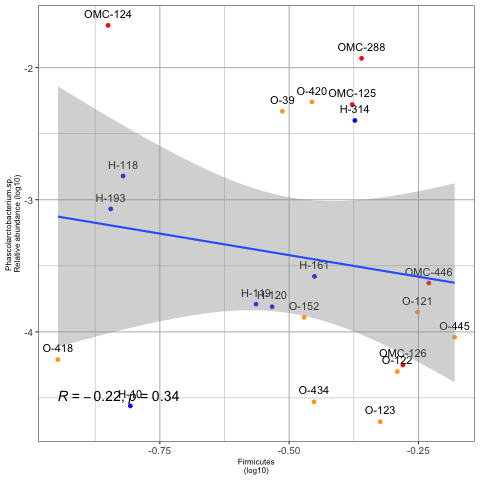 OMC-124
OMC-288
O-420
OMC-125
O-39
H-314
H-118
H-193
H-161
OMC-446
H-119
H-120
O-152
O-121
O-445
O-418
OMC-126
O-122
O-434
H-40
R = −0.22, p = 0.34
O-123
-2
-3
-4
-0.75
-0.50
-0.25
Phascolarctobacterium.sp.
Relative abundance (log10)
Firmicutes
(log10)